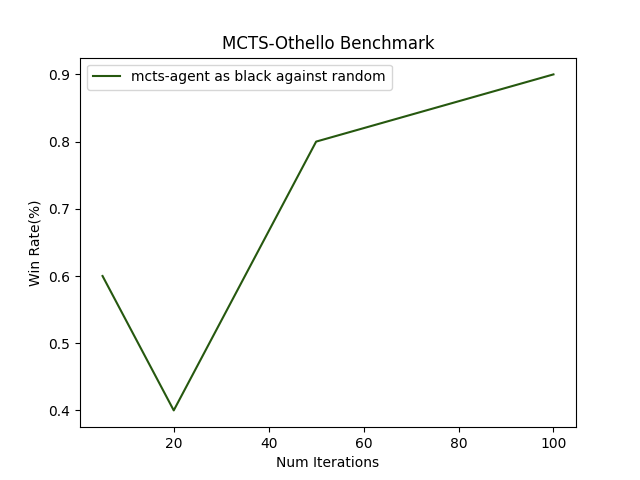 MCTS-Othello Benchmark
mcts-agent as black against random
Win Rate(%)
0.9
0.8
0.7
0.6
0.5
0.4
20 40 60 80 100
Num Iterations